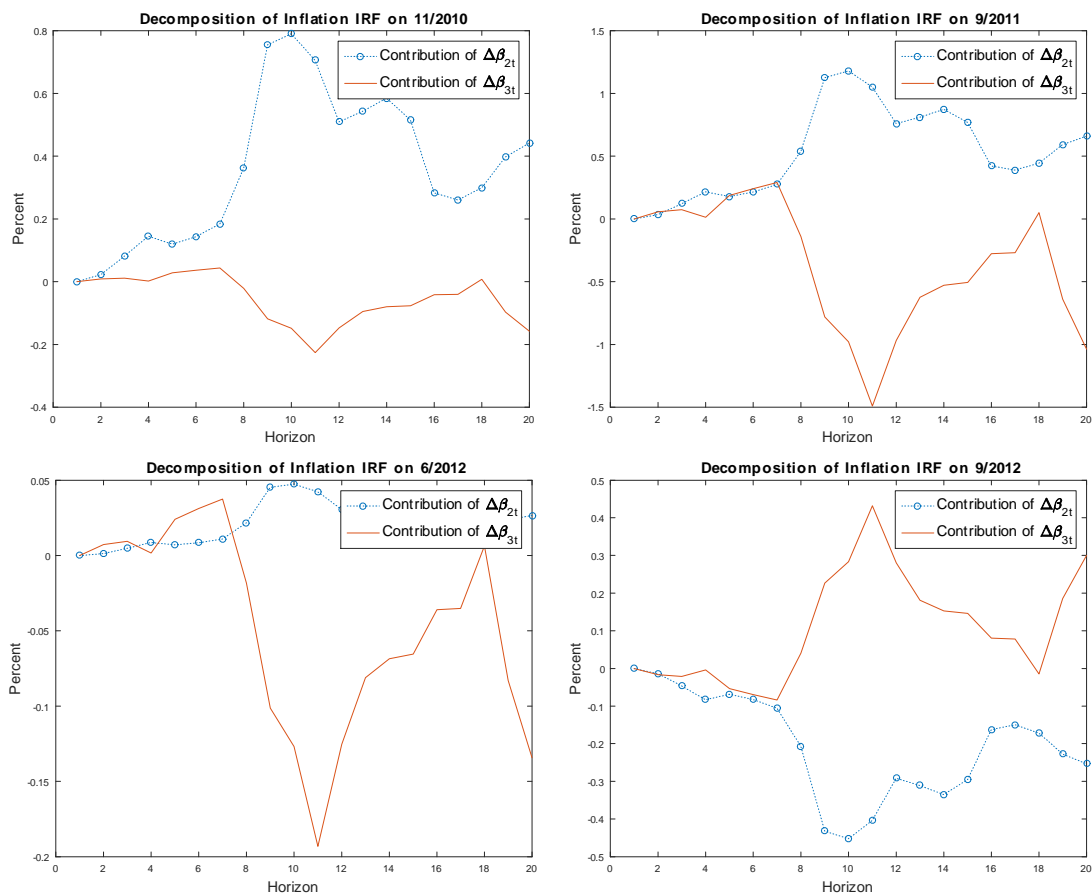 Decomposition of Inflation IRF on 11/2010
Contribution of Δβ2t
Contribution of Δβ3t
Percent
0.8
0.6
0.4
0.2
0
-0.2
-0.4
0 2 4 6 8 10 12 14 16 18 20
Horizon
Decomposition of Inflation IRF on 9/2011
Contribution of Δβ2t
Contribution of Δβ3t
Percent
1.5
1
0.5
0
-0.5
-1
-1.5
0 2 4 6 8 10 12 14 16 18 20
Horizon
Decomposition of Inflation IRF on 6/2012
Contribution of Δβ2t
Contribution of Δβ3t
Percent
0.05
0
-0.05
-0.1
-0.15
-0.2
0 2 4 6 8 10 12 14 16 18 20
Horizon
Decomposition of Inflation IRF on 9/2012
Contribution of Δβ2t
Contribution of Δβ3t
Percent
0.5
0.4
0.3
0.2
0.1
0
-0.1
-0.2
-0.3
-0.4
-0.5
0 2 4 6 8 10 12 14 16 18 20
Horizon